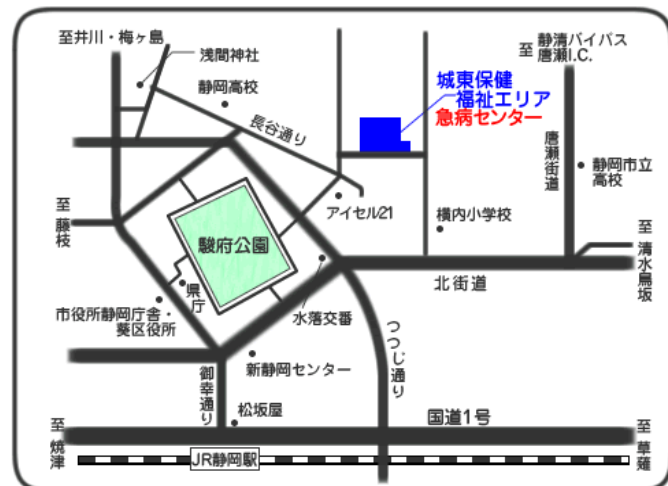 至井川・梅ヶ島
浅間神社
静岡高校
長谷通り
城東保健
福祉エリア
急病センター
至 静清バイパス
唐瀬I.C.
唐瀬街道
静岡市立
高校
至藤枝
アイセル21
横内小学校
至清水鳥坂
駿府公園
北街道
県庁
市役所静岡庁舎・
葵区役所
水落交番
つつじ通り
新静岡センター
御幸通り
松坂屋
国道1号
至焼津
至草薙
JR静岡駅